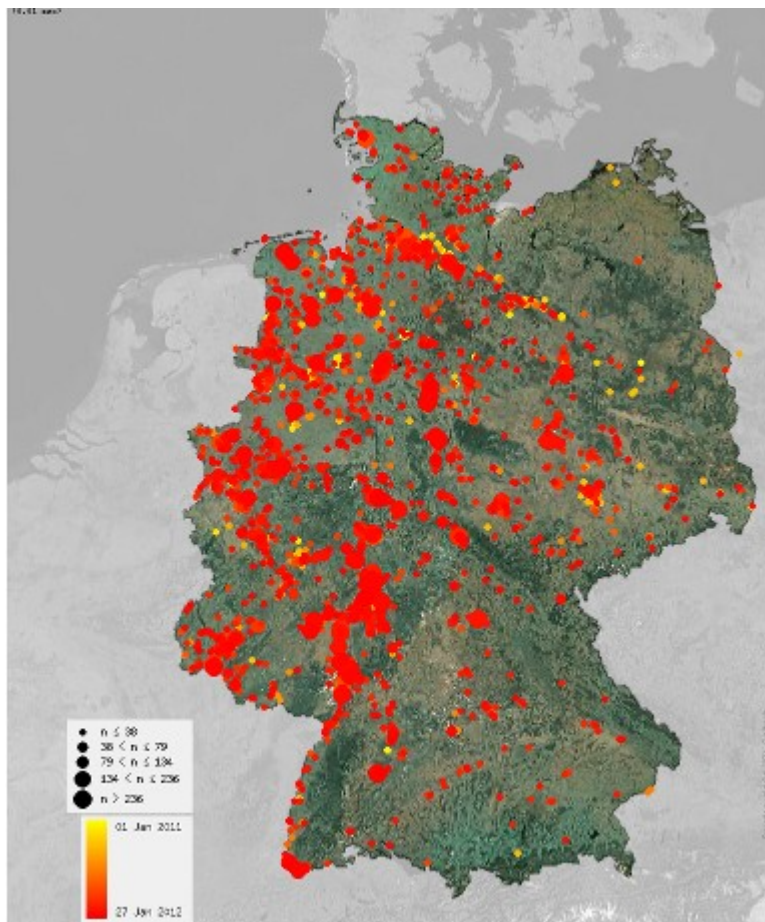 n ≤ 38
38 < n ≤ 79
79 < n ≤ 134
134 < n ≤ 236
n > 236
01 Jan 2011
27 Jan 2012